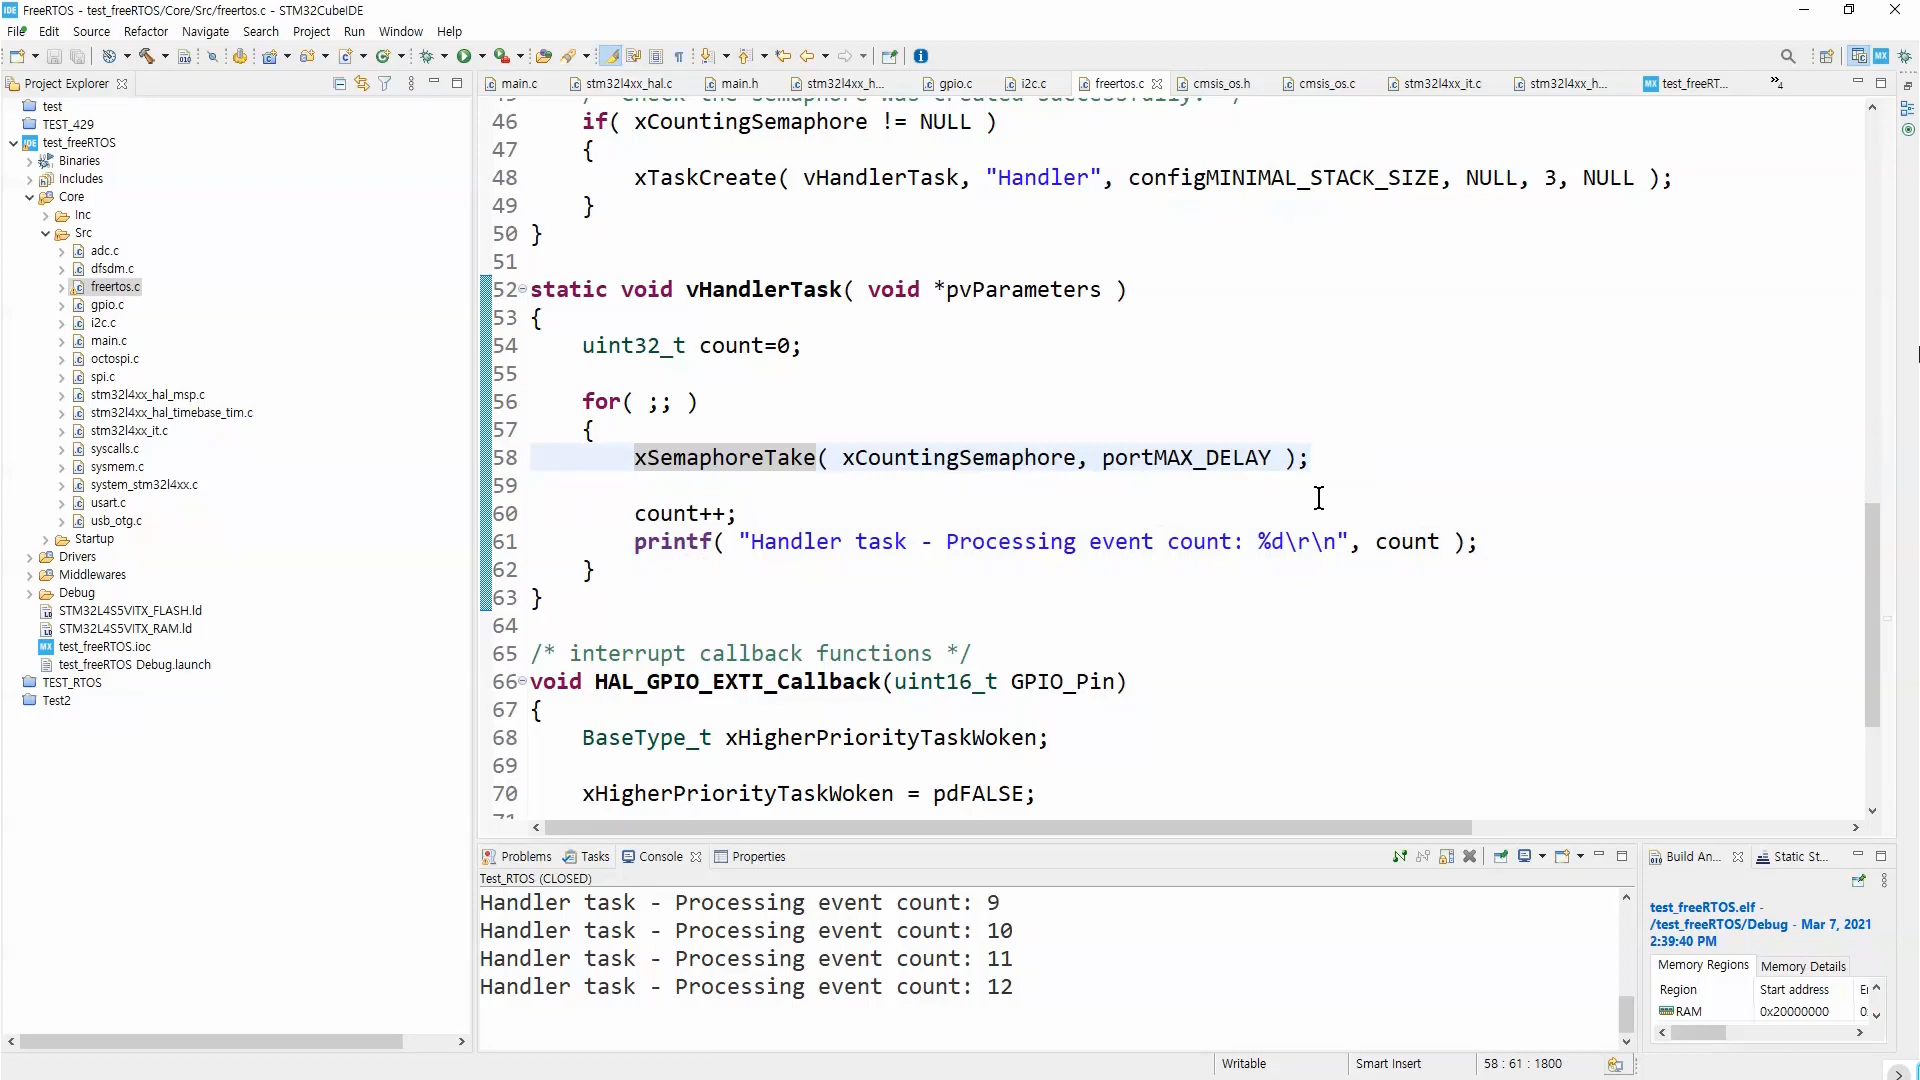 FreeRTOS - test_freeRTOS/Core/Src/freertos.c - STM32CubeIDE
File Edit Source Refactor Navigate Search Project Run Window Help
Project Explorer
main.c stm32l4xx_hal.c main.h stm32l4xx_h... gpio.c i2c.c freertos.c cmsis_os.h cmsis_os.c stm32l4xx_it.c stm32l4xx_h... test_freeRT... »4
test
TEST_429
test_freeRTOS
Binaries
Includes
Core
Inc
Src
adc.c
dfsdm.c
freertos.c
gpio.c
i2c.c
main.c
octospi.c
spi.c
stm32l4xx_hal_msp.c
stm32l4xx_hal_timebase_tim.c
stm32l4xx_it.c
syscalls.c
sysmem.c
system_stm32l4xx.c
usart.c
usb_otg.c
Startup
Drivers
Middlewares
Debug
STM32L4S5VITX_FLASH.ld
STM32L4S5VITX_RAM.ld
test_freeRTOS.ioc
test_freeRTOS Debug.launch
TEST_RTOS
Test2
46 if( xCountingSemaphore != NULL )
47 {
48 xTaskCreate( vHandlerTask, "Handler", configMINIMAL_STACK_SIZE, NULL, 3, NULL );
49 }
50 }
51
52 static void vHandlerTask( void *pvParameters )
53 {
54 uint32_t count=0;
55
56 for( ;; )
57 {
58 xSemaphoreTake( xCountingSemaphore, portMAX_DELAY );
59
60 count++;
61 printf( "Handler task - Processing event count: %d\r\n", count );
62 }
63 }
64
65 /* interrupt callback functions */
66 void HAL_GPIO_EXTI_Callback(uint16_t GPIO_Pin)
67 {
68 BaseType_t xHigherPriorityTaskWoken;
69
70 xHigherPriorityTaskWoken = pdFALSE;
Problems Tasks Console Properties
Test_RTOS (CLOSED)
Handler task - Processing event count: 9
Handler task - Processing event count: 10
Handler task - Processing event count: 11
Handler task - Processing event count: 12
Build An... Static St...
test_freeRTOS.elf -
/test_freeRTOS/Debug - Mar 7, 2021
2:39:40 PM
Memory Regions Memory Details
Region Start address
RAM 0x20000000
Writable Smart Insert 58 : 61 : 1800